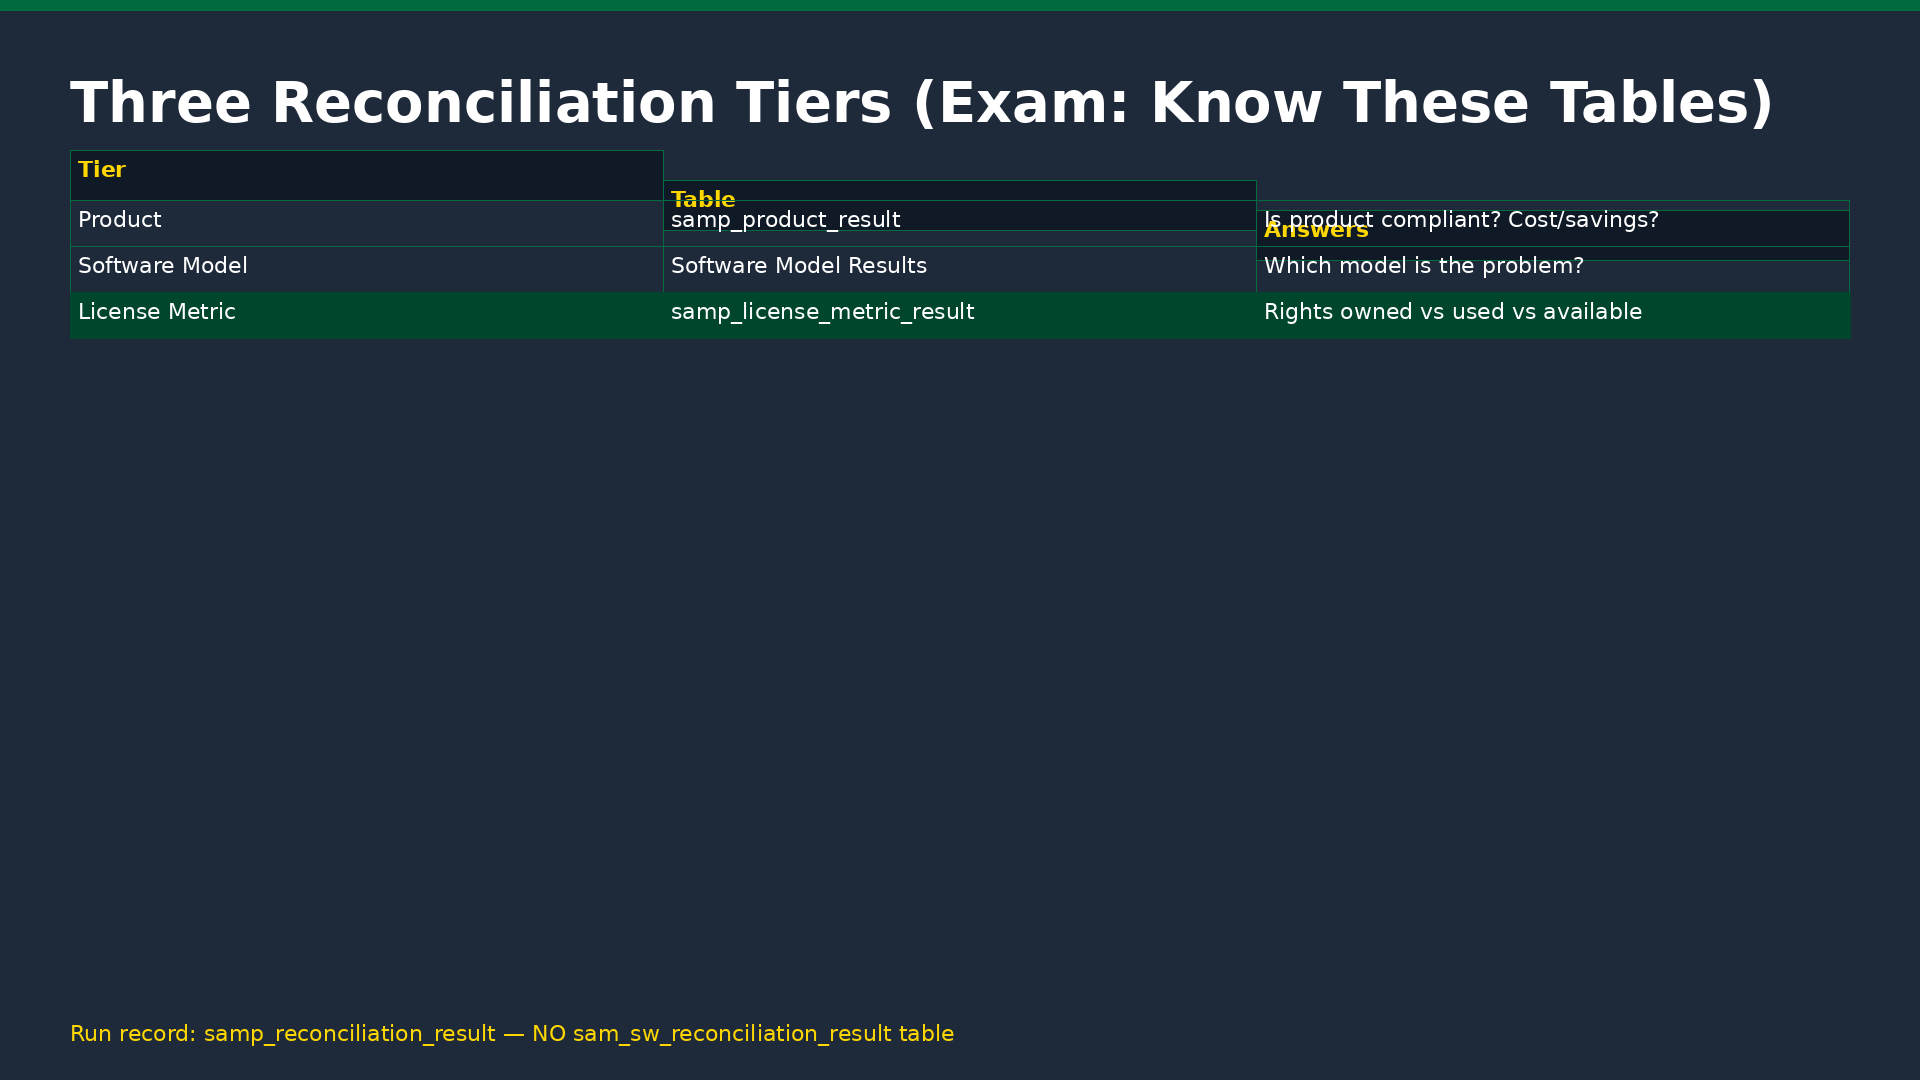 Three Reconciliation Tiers (Exam: Know These Tables)
Tier
Table
Answers
Product
samp_product_result
Is product compliant? Cost/savings?
Software Model
Software Model Results
Which model is the problem?
License Metric
samp_license_metric_result
Rights owned vs used vs available
Run record: samp_reconciliation_result — NO sam_sw_reconciliation_result table